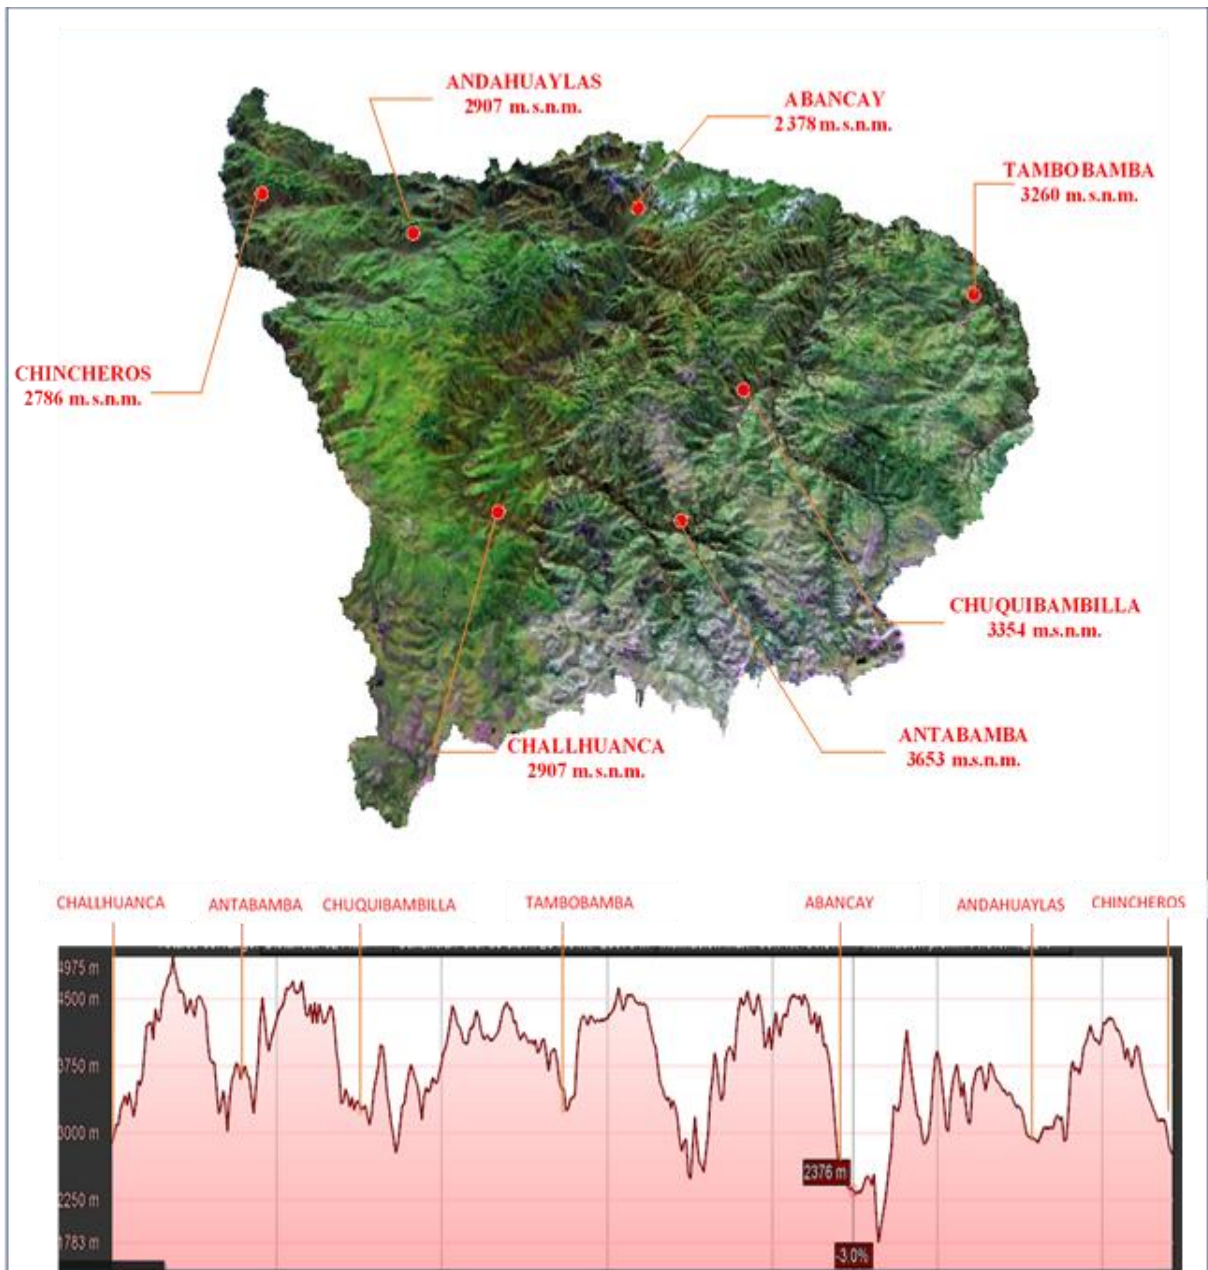 ANDAHUAYLAS
2907 m.s.n.m.
ABANCAY
2378 m.s.n.m.
TAMBOBAMBA
3260 m.s.n.m.
CHINCHEROS
2786 m.s.n.m.
CHUQUIBAMBILLA
3354 m.s.n.m.
ANTABAMBA
3653 m.s.n.m.
CHALLHUANCA
2907 m.s.n.m.
CHALLHUANCA ANTABAMBA CHUQUIBAMBILLA TAMBOBAMBA ABANCAY ANDAHUAYLAS CHINCHEROS
4975 m
4500 m
3750 m
3000 m
2376 m
2250 m
1783 m
-3.0%